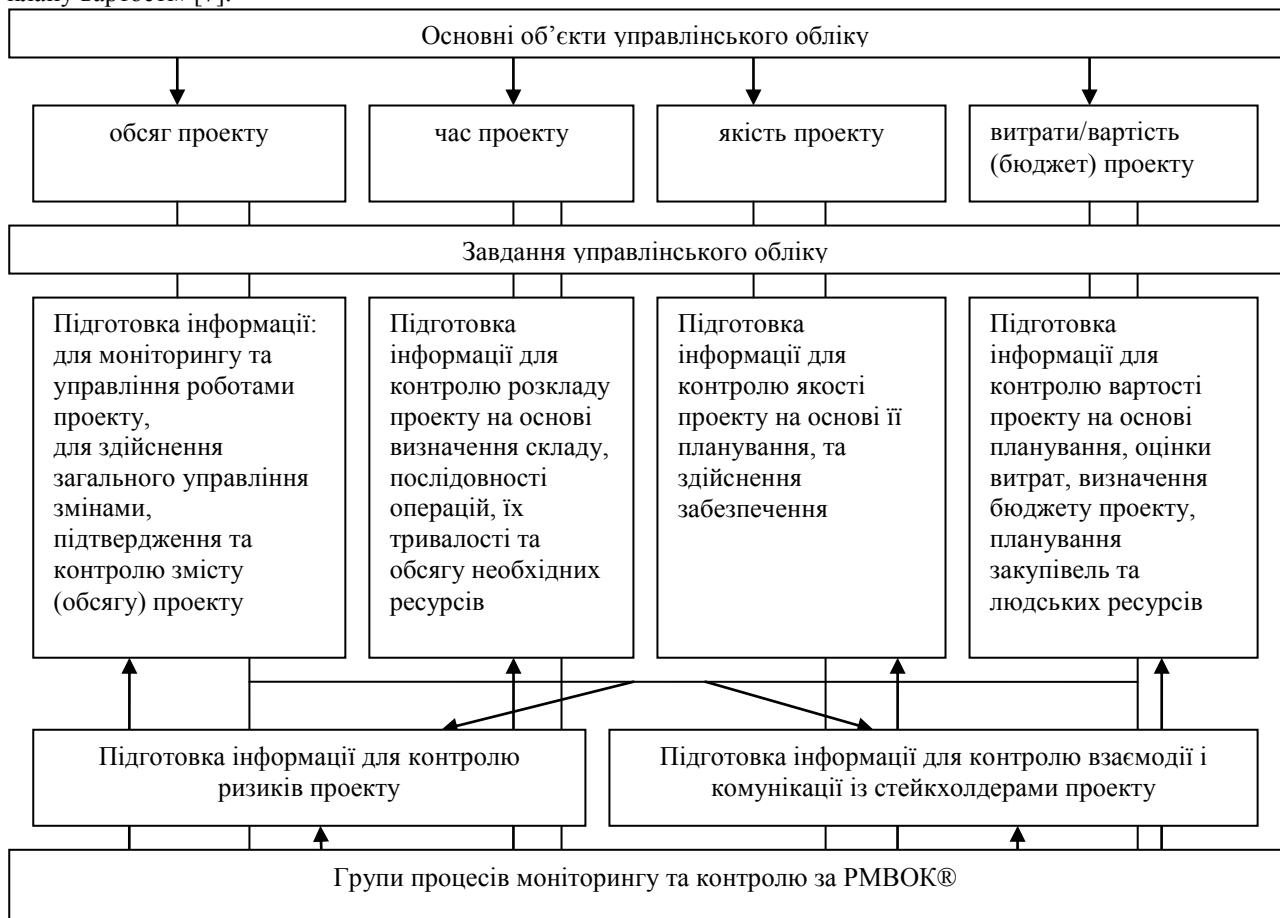 Основні об’єкти управлінського обліку
обсяг проекту
час проекту
якість проекту
витрати/вартість
(бюджет) проекту
Завдання управлінського обліку
Підготовка інформації:
для моніторингу та
управління роботами
проекту,
для здійснення
загального управління
змінами,
підтвердження та
контролю змісту
(обсягу) проекту
Підготовка
інформації для
контролю розкладу
проекту на основі
визначення складу,
послідовності
операцій, їх
тривалості та
обсягу необхідних
ресурсів
Підготовка
інформації для
контролю якості
проекту на основі її
планування, та
здійснення
забезпечення
Підготовка
інформації для
контролю вартості
проекту на основі
планування, оцінки
витрат, визначення
бюджету проекту,
планування
закупівель та
людських ресурсів
Підготовка інформації для контролю
ризиків проекту
Підготовка інформації для контролю взаємодії і
комунікації із стейкхолдерами проекту
Групи процесів моніторингу та контролю за PMBOK®